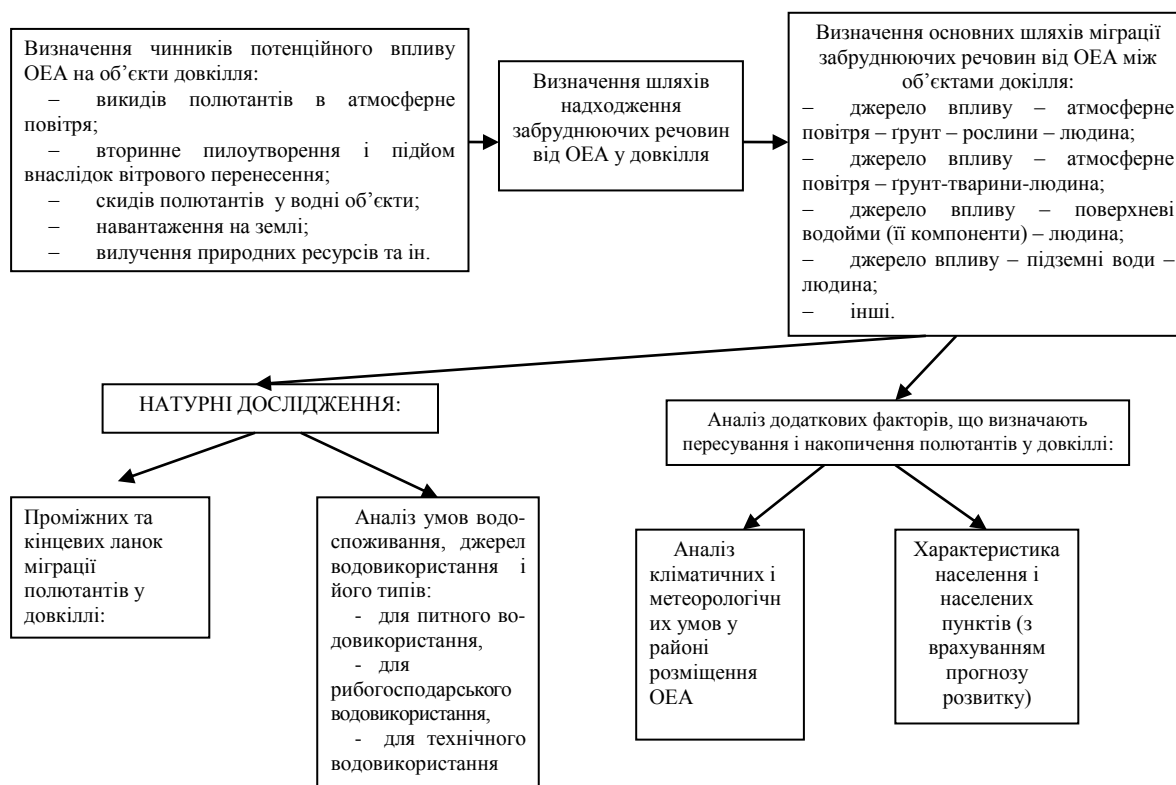 Визначення чинників потенційного впливу
ОЕА на об’єкти довкілля:
– викидів полютантів в атмосферне
повітря;
– вторинне пилоутворення і підйом
внаслідок вітрового перенесення;
– скидів полютантів у водні об’єкти;
– навантаження на землі;
– вилучення природних ресурсів та ін.
Визначення шляхів
надходження
забруднюючих речовин
від ОЕА у довкілля
Визначення основних шляхів міграції
забруднюючих речовин від ОЕА між
об’єктами докілля:
– джерело впливу – атмосферне
повітря – ґрунт – рослини – людина;
– джерело впливу – атмосферне
повітря – ґрунт-тварини-людина;
– джерело впливу – поверхневі
водойми (її компоненти) – людина;
– джерело впливу – підземні води –
людина;
– інші.
НАТУРНІ ДОСЛІДЖЕННЯ:
Аналіз додаткових факторів, що визначають
пересування і накопичення полютантів у довкіллі:
Проміжних та
кінцевих ланок
міграції
полютантів у
довкіллі:
Аналіз умов водо-
споживання, джерел
водовикористання і
його типів:
- для питного во-
довикористання,
- для
рибогосподарського
водовикористання,
- для технічного
водовикористання
Аналіз
кліматичних і
метеорологічн
их умов у
районі
розміщення
ОЕА
Характеристика
населення і
населених
пунктів (з
врахуванням
прогнозу
розвитку)